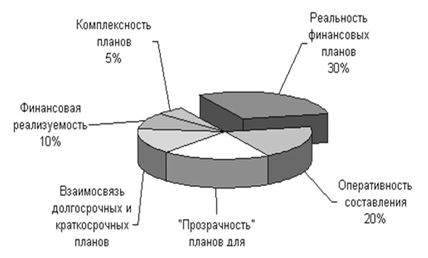 Комплексность
планов
5%
Реальность
финансовых
планов
30%
Финансовая
реализуемость
10%
Взаимосвязь
долгосрочных и
краткосрочных
планов
"Прозрачность"
планов для
Оперативность
составления
20%